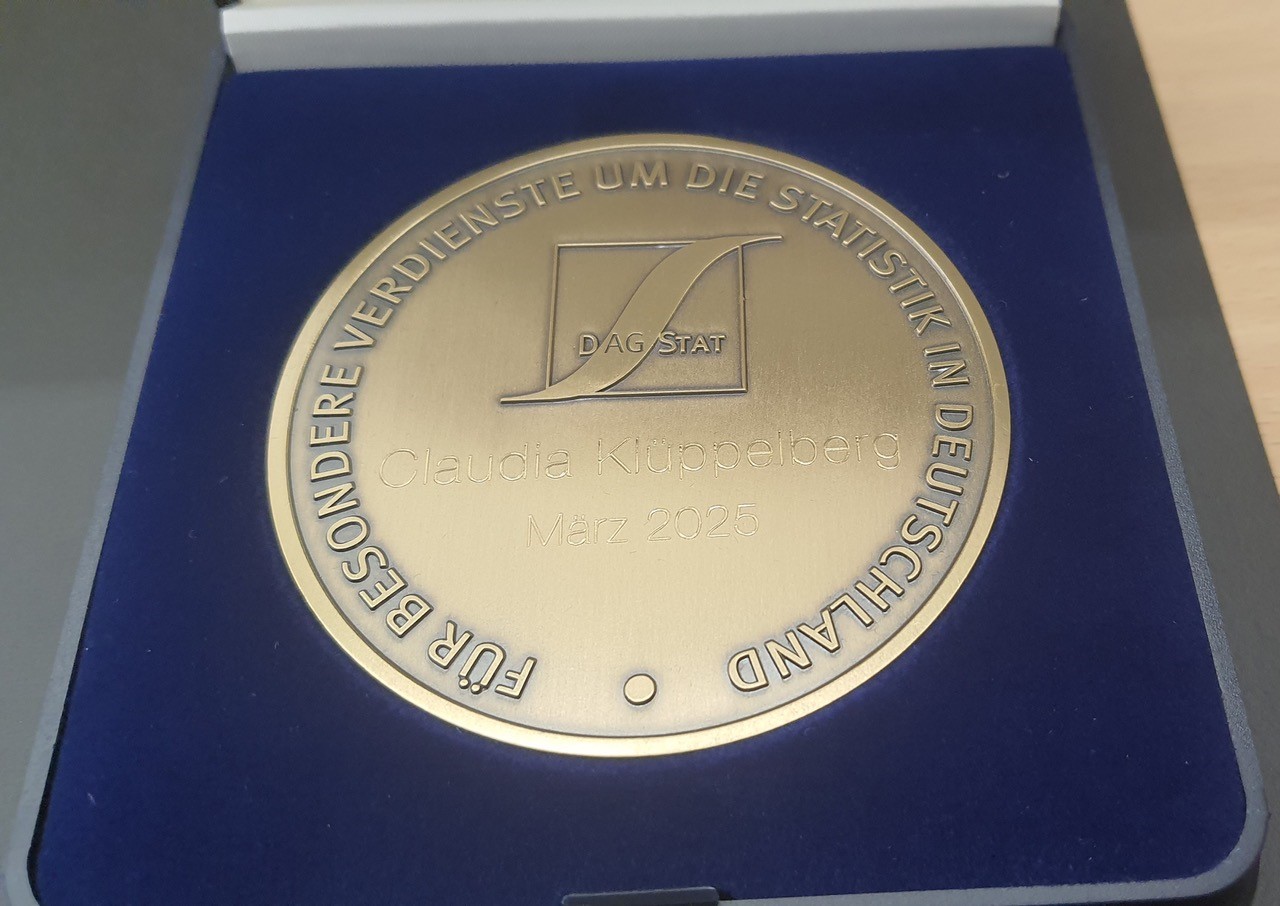 FÜR BESONDERE VERDIENSTE UM DIE STATISTIK IN DEUTSCHLAND
DAGSTAT
Claudia Klüppelberg
März 2025